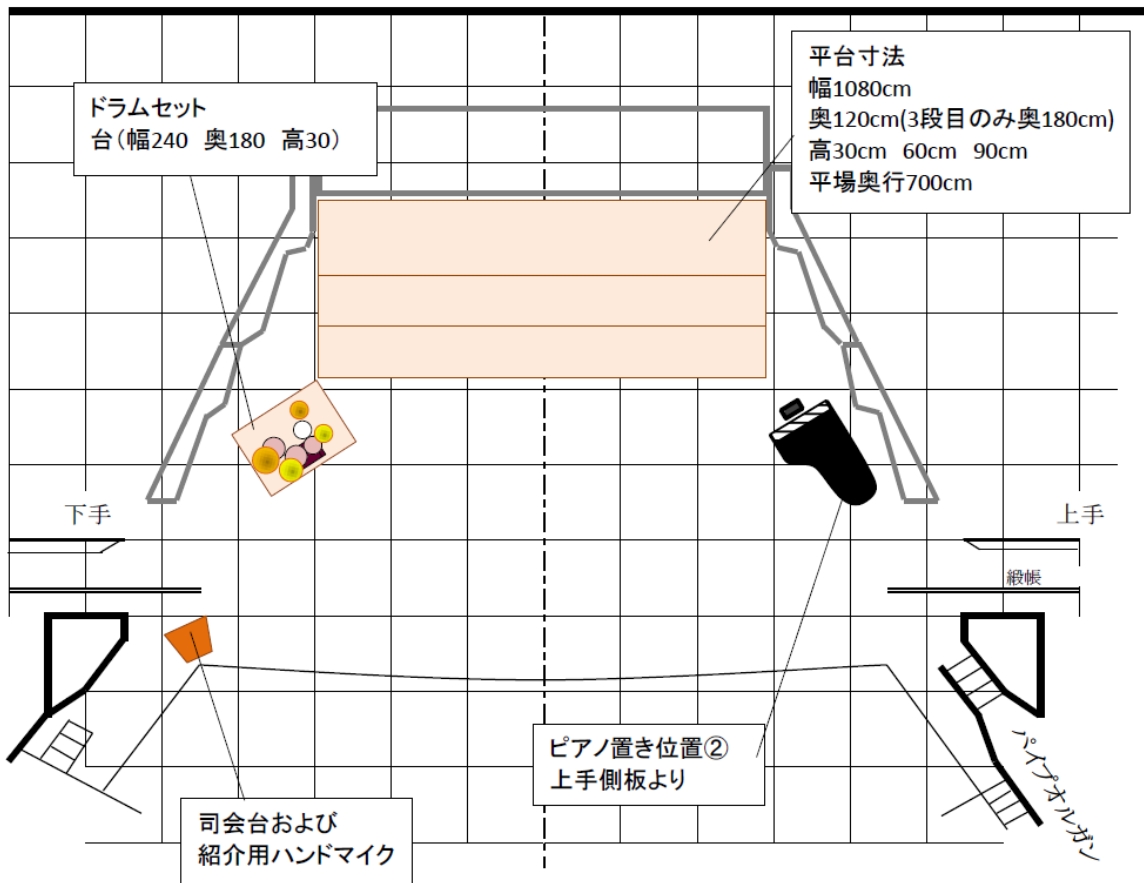 平台寸法
幅1080cm
奥120cm(3段目のみ奥180cm)
高30cm 60cm 90cm
平場奥行700cm
ドラムセット
台(幅240 奥180 高30)
下手
上手
緞帳
ピアノ置き位置②
上手側板より
パイプオルガン
司会台および
紹介用ハンドマイク